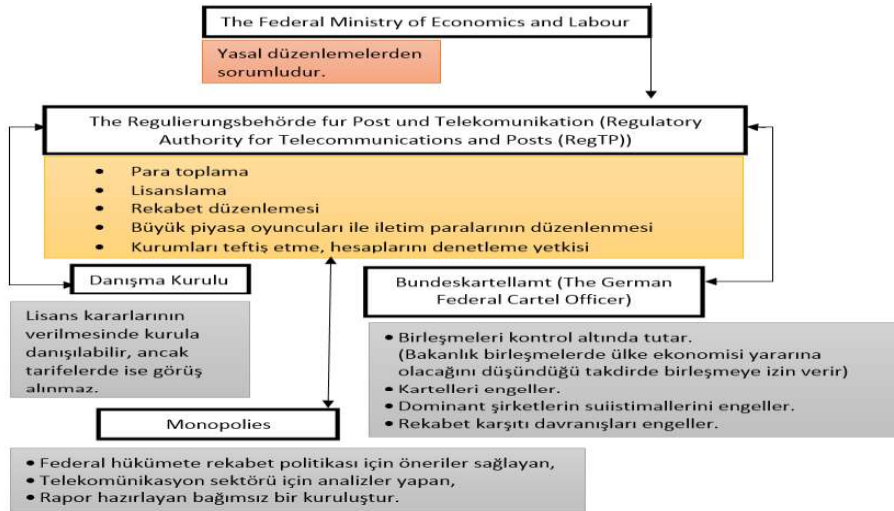 The Federal Ministry of Economics and Labour
Yasal düzenlemelerden
sorumludur.
The Regulierungsbehörde fur Post und Telekomunikation (Regulatory
Authority for Telecommunications and Posts (RegTP))
• Para toplama
• Lisanslama
• Rekabet düzenlemesi
• Büyük piyasa oyuncuları ile iletim paralarının düzenlenmesi
• Kurumları teftiş etme, hesaplarını denetleme yetkisi
Danışma Kurulu
Lisans kararlarının
verilmesinde kurula
danışılabilir, ancak
tarifelerde ise görüş
alınmaz.
Bundeskartellamt (The German
Federal Cartel Officer)
• Birleşmeleri kontrol altında tutar.
(Bakanlık birleşmelerde ülke ekonomisi yararına
olacağını düşündüğü takdirde birleşmeye izin verir)
• Kartelleri engeller.
• Dominant şirketlerin suiistimallerini engeller.
• Rekabet karşıtı davranışları engeller.
Monopolies
• Federal hükümete rekabet politikası için öneriler sağlayan,
• Telekomünikasyon sektörü için analizler yapan,
• Rapor hazırlayan bağımsız bir kuruluştur.